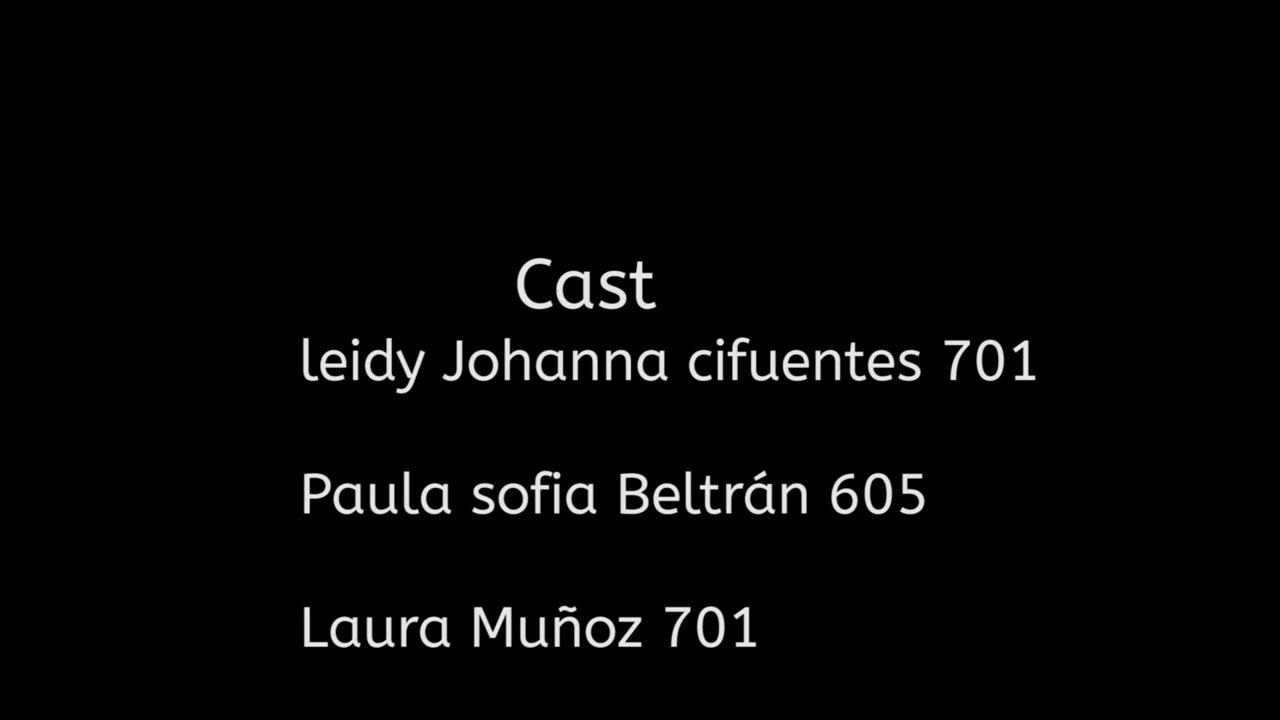 Cast
leidy Johanna cifuentes 701
Paula sofia Beltrán 605
Laura Muñoz 701